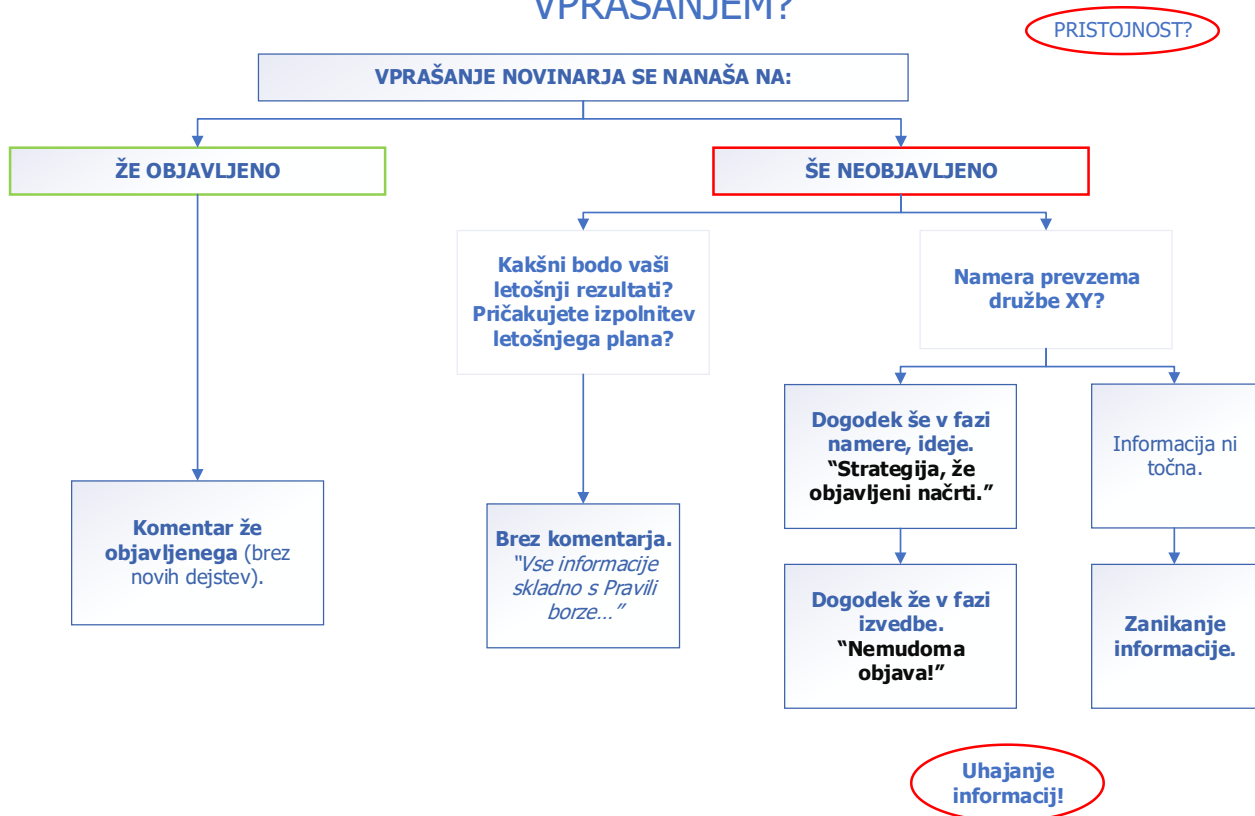 VPRAŠANJEM?
PRISTOJNOST?
VPRAŠANJE NOVINARJA SE NANAŠA NA:
ŽE OBJAVLJENO
ŠE NEOBJAVLJENO
Kakšni bodo vaši
letošnji rezultati?
Pričakujete izpolnitev
letošnjega plana?
Namera prevzema
družbe XY?
Dogodek še v fazi
namere, ideje.
“Strategija, že
objavljeni načrti.”
Informacija ni
točna.
Komentar že
objavljenega (brez
novih dejstev).
Brez komentarja.
“Vse informacije
skladno s Pravili
borze…”
Dogodek že v fazi
izvedbe.
“Nemudoma
objava!”
Zanikanje
informacije.
Uhajanje
informacij!